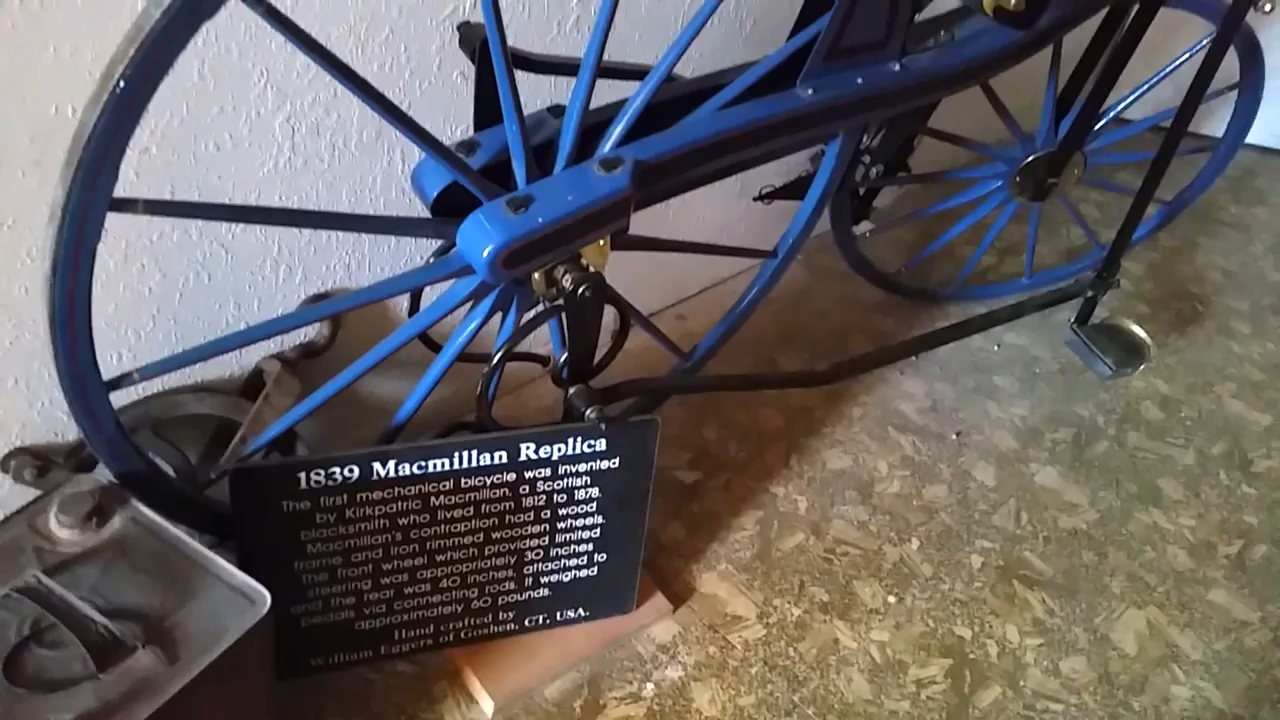 1839 Macmillan Replica
The first mechanical bicycle was invented
by Kirkpatric Macmillan, a Scottish
blacksmith who lived from 1812 to 1878.
Macmillan's contraption had a wood
frame and iron rimmed wooden wheels.
The front wheel which provided limited
steering was appropriately 30 inches
and the rear was 40 inches, attached to
pedals via connecting rods. It weighed
approximately 60 pounds.
Hand crafted by
William Eggers of Goshen, CT, USA.